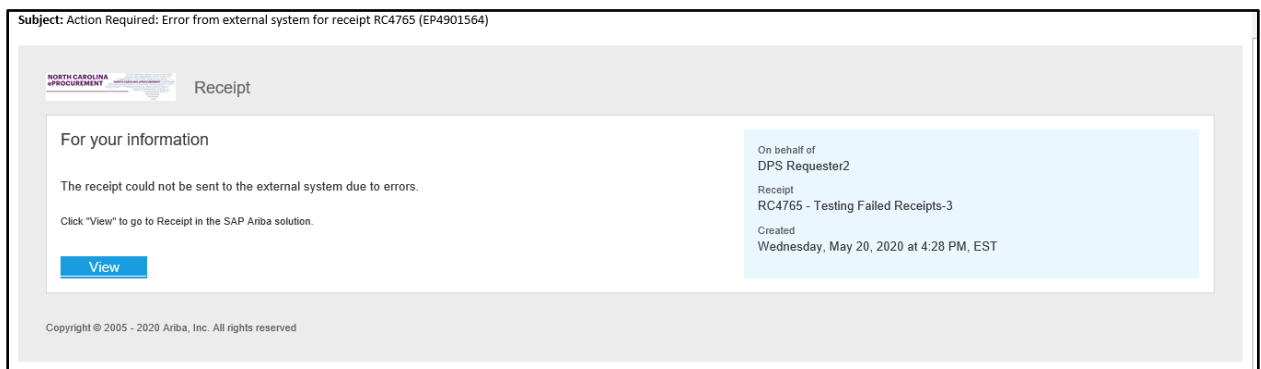 Subject: Action Required: Error from external system for receipt RC4765 (EP4901564)
NORTH CAROLINA
ePROCUREMENT
Receipt
For your information
The receipt could not be sent to the external system due to errors.
Click "View" to go to Receipt in the SAP Ariba solution.
View
On behalf of
DPS Requester2
Receipt
RC4765 - Testing Failed Receipts-3
Created
Wednesday, May 20, 2020 at 4:28 PM, EST
Copyright © 2005 - 2020 Ariba, Inc. All rights reserved